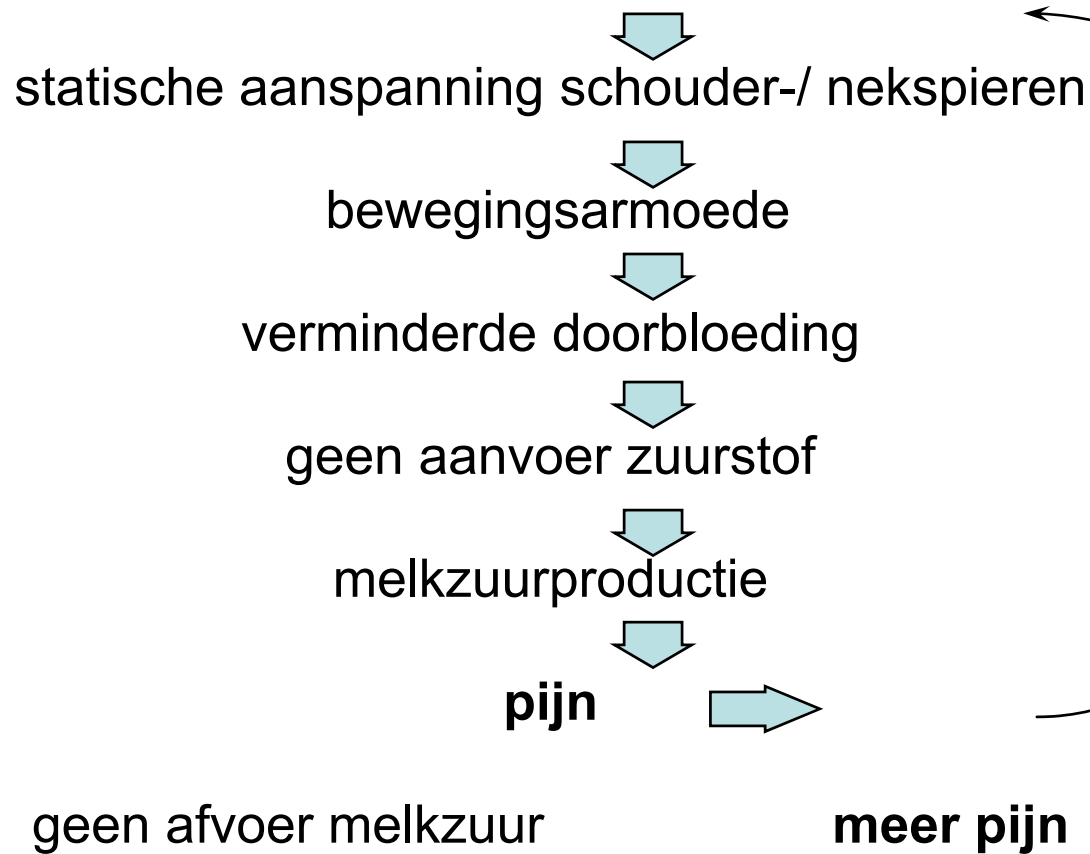 statische aanspanning schouder-/ nekspieren
bewegingsarmoede
verminderde doorbloeding
geen aanvoer zuurstof
melkzuurproductie
pijn
geen afvoer melkzuur
meer pijn